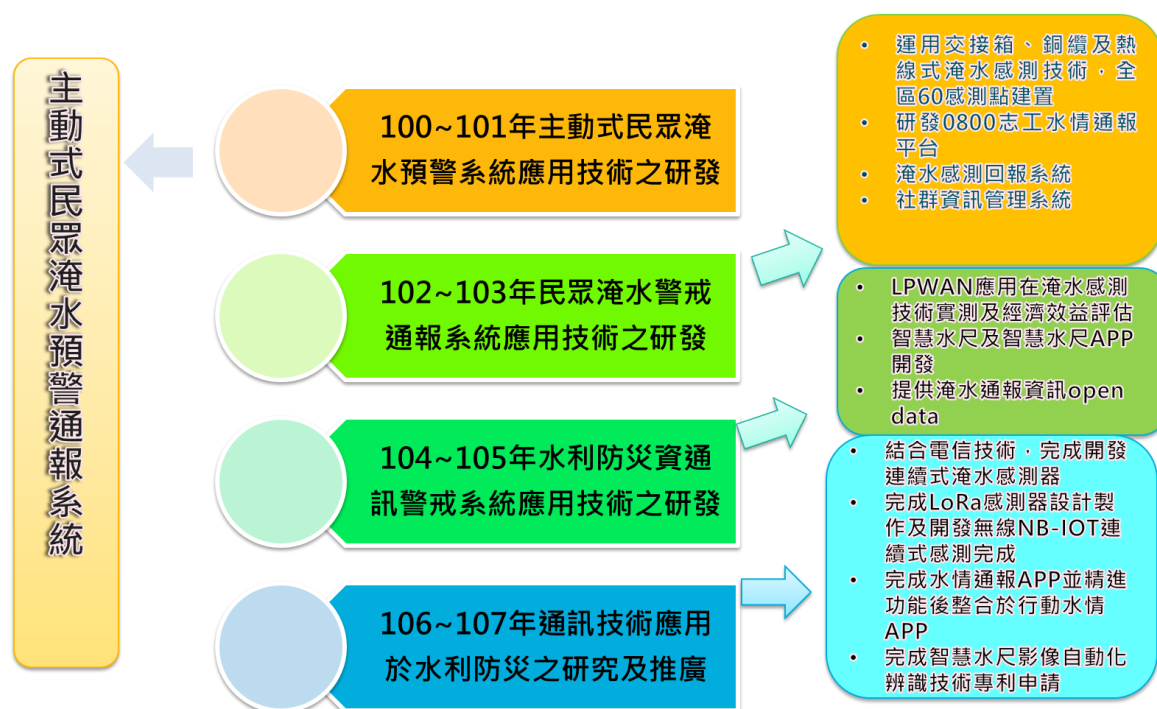 主動式民眾淹水預警通報系統
100~101年主動式民眾淹
水預警系統應用技術之研發
102~103年民眾淹水警戒
通報系統應用技術之研發
104~105年水利防災資通
訊警戒系統應用技術之研發
106~107年通訊技術應用
於水利防災之研究及推廣
• 運用交接箱、銅纜及熱
線式淹水感測技術，全
區60感測點建置
• 研發0800志工水情通報
平台
• 淹水感測回報系統
• 社群資訊管理系統
• LPWAN應用在淹水感測
技術實測及經濟效益評估
• 智慧水尺及智慧水尺APP
開發
• 提供淹水通報資訊open
data
• 結合電信技術，完成開發
連續式淹水感測器
• 完成LoRa感測器設計製
作及開發無線NB-IOT連
續式感測完成
• 完成水情通報APP並精進
功能後整合於行動水情
APP
• 完成智慧水尺影像自動化
辨識技術專利申請